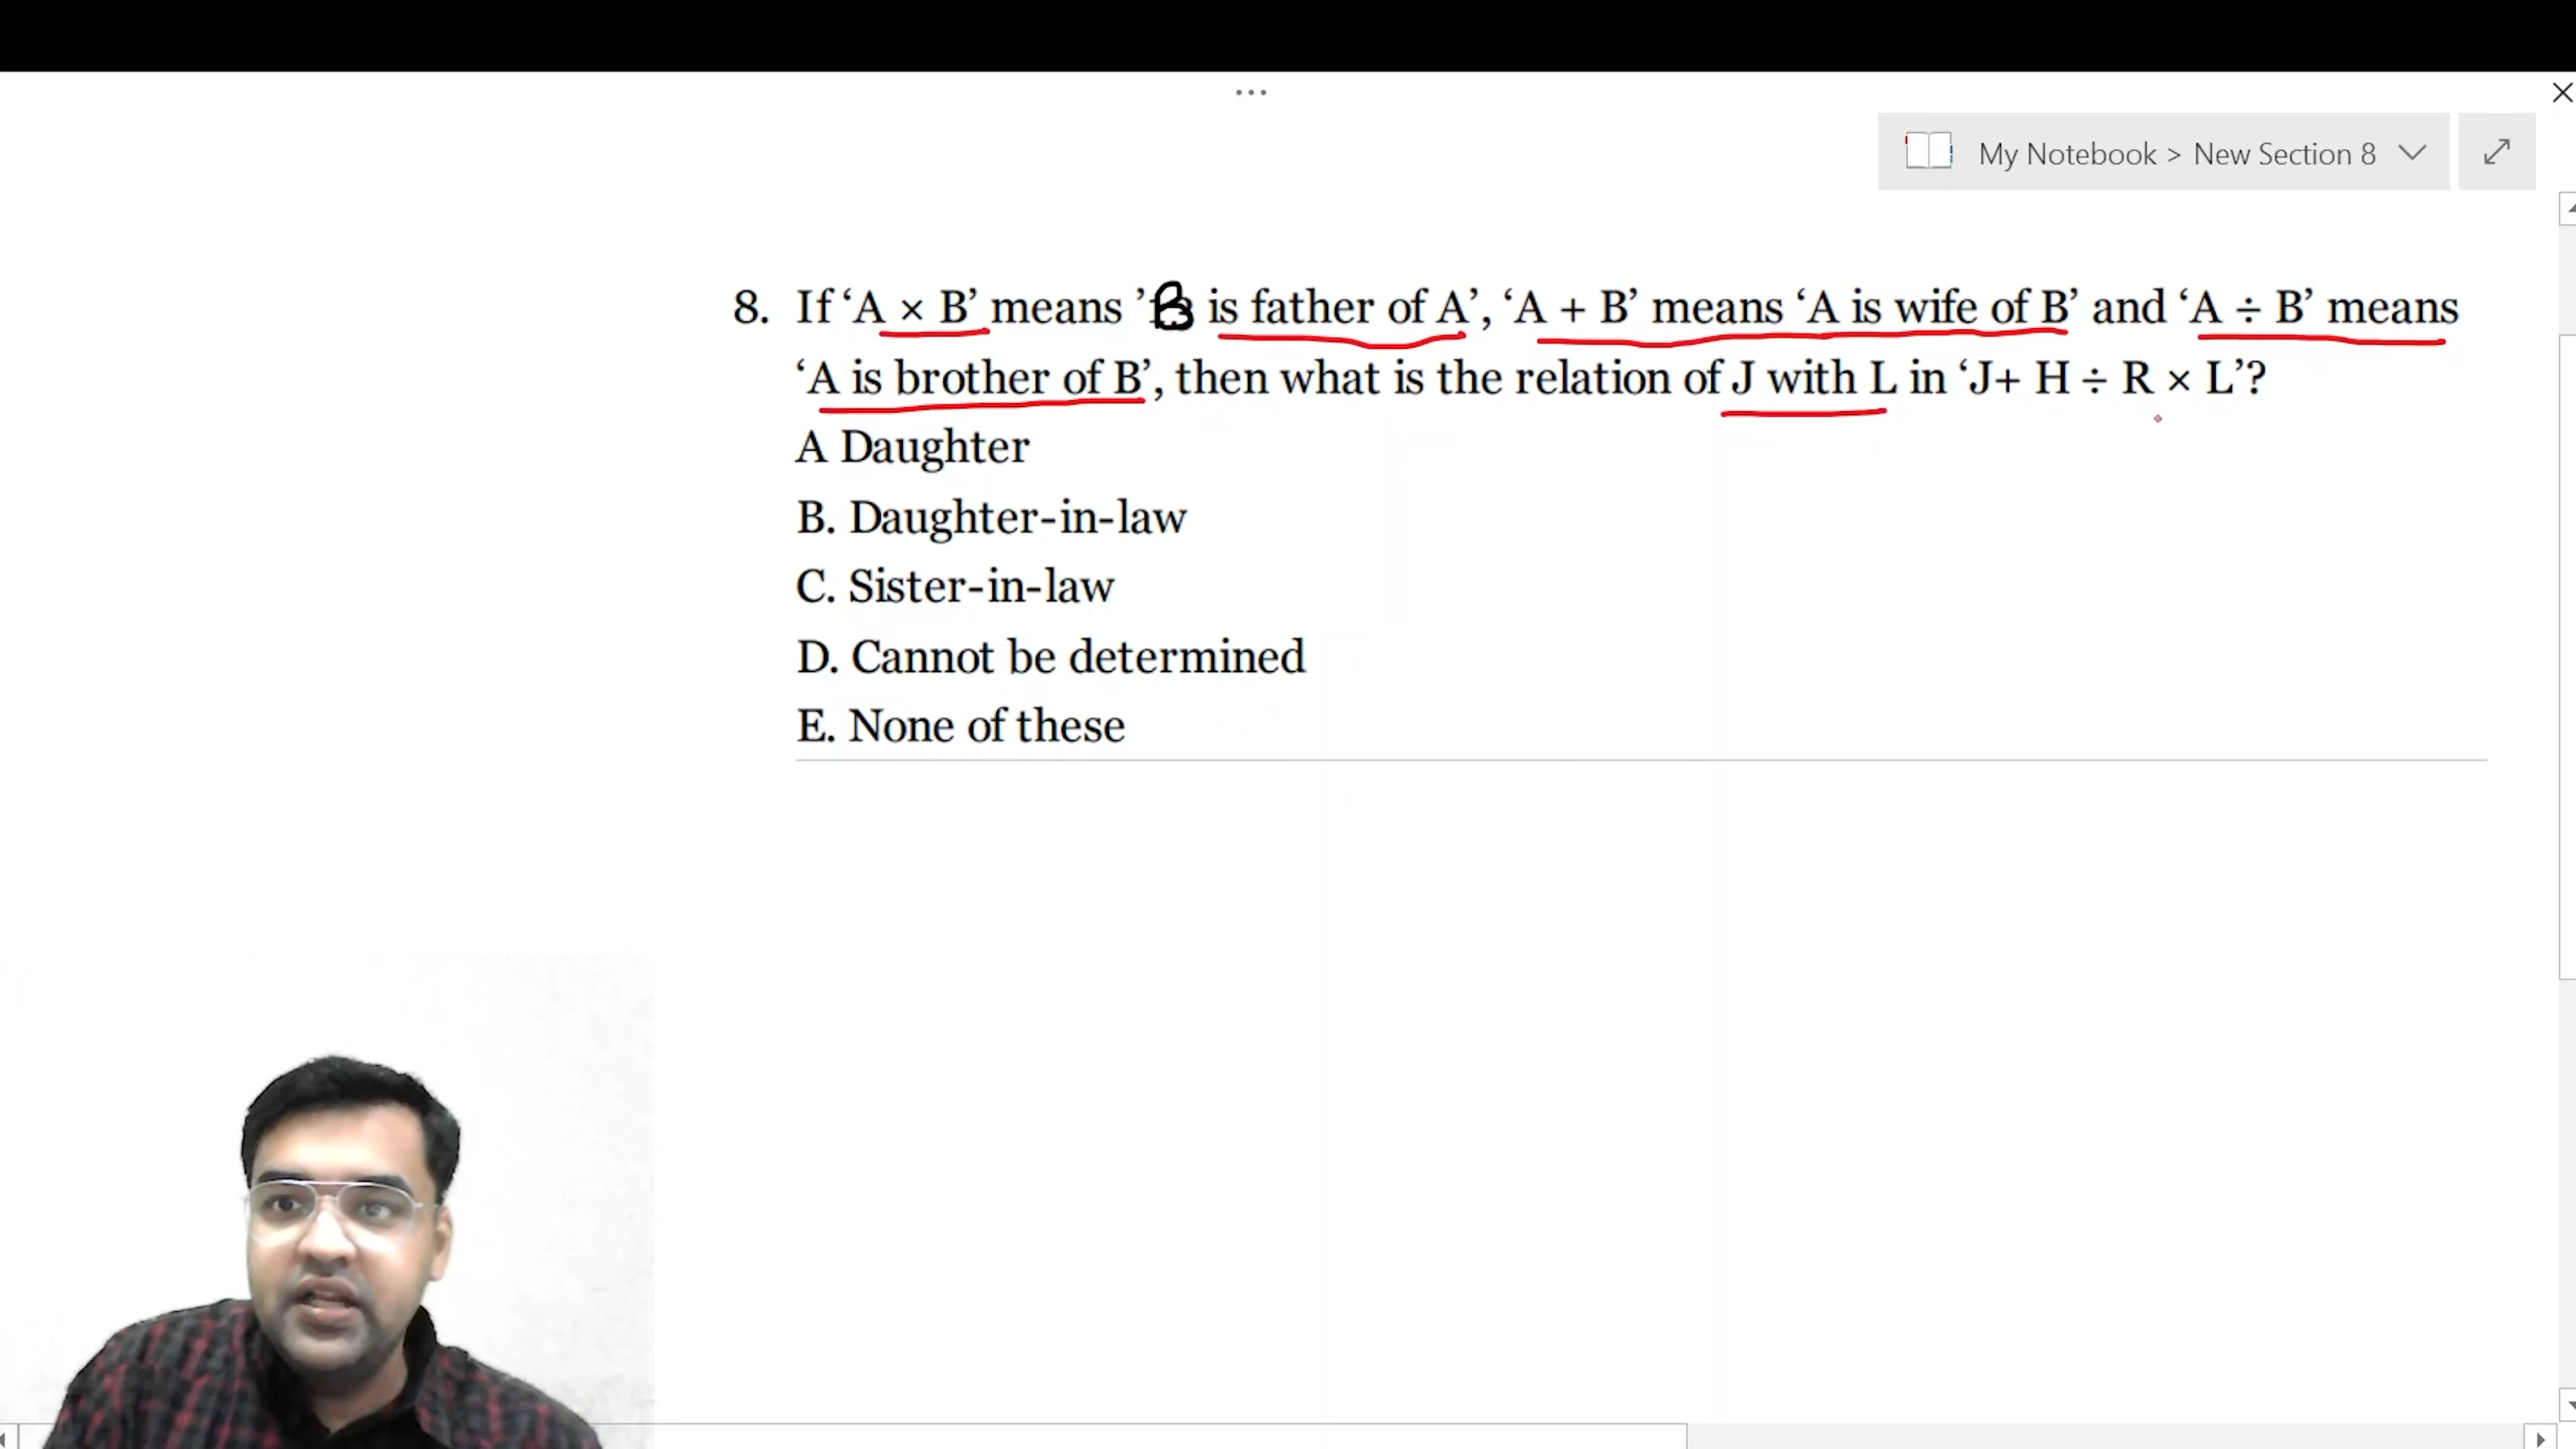 My Notebook > New Section 8
8. If ‘A × B’ means ’B is father of A’, ‘A + B’ means ‘A is wife of B’ and ‘A ÷ B’ means
‘A is brother of B’, then what is the relation of J with L in ‘J+ H ÷ R × L’?
A Daughter
B. Daughter-in-law
C. Sister-in-law
D. Cannot be determined
E. None of these